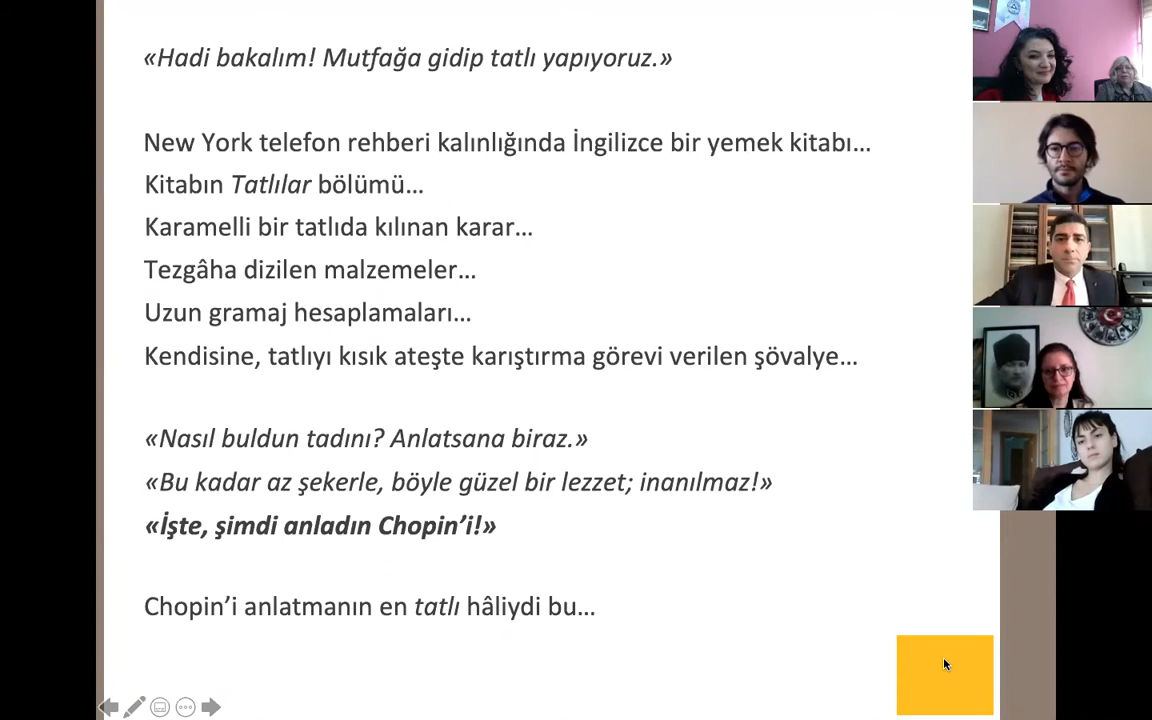 «Hadi bakalım! Mutfağa gidip tatlı yapıyoruz.»
New York telefon rehberi kalınlığında İngilizce bir yemek kitabı…
Kitabın Tatlılar bölümü…
Karamelli bir tatlıda kılınan karar…
Tezgâha dizilen malzemeler…
Uzun gramaj hesaplamaları…
Kendisine, tatlıyı kısık ateşte karıştırma görevi verilen şövalye…
«Nasıl buldun tadını? Anlatsana biraz.»
«Bu kadar az şekerle, böyle güzel bir lezzet; inanılmaz!»
«İşte, şimdi anladın Chopin’i!»
Chopin’i anlatmanın en tatlı hâliydi bu…